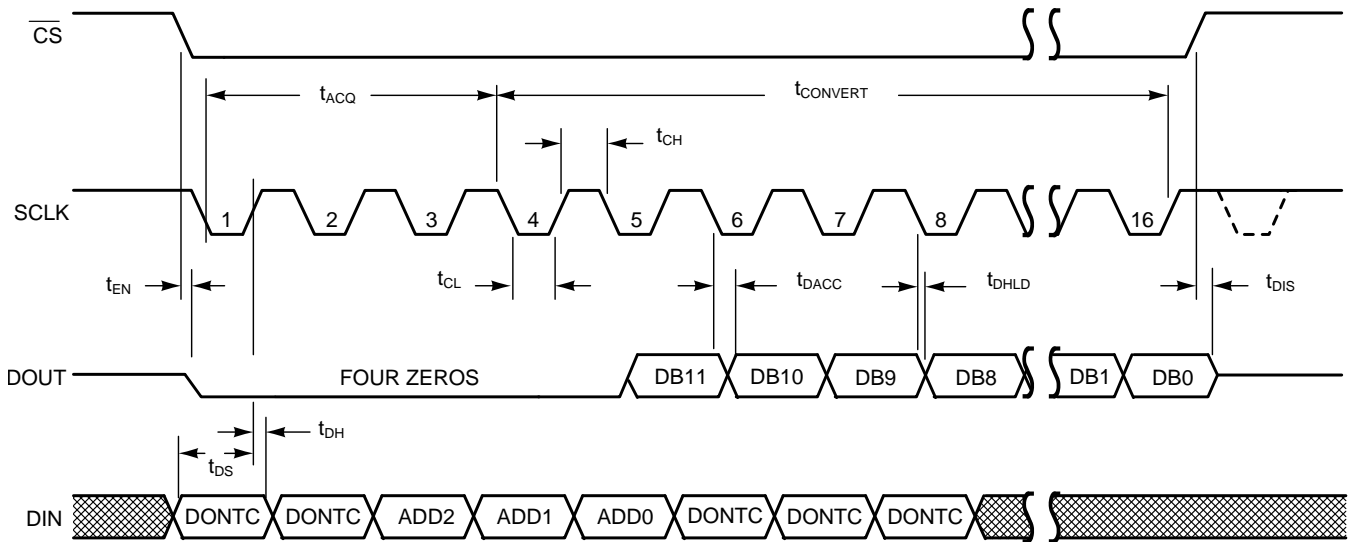 CS
tACQ tCONVERT
tCH
SCLK 1 2 3 4 5 6 7 8 16
tEN tCL tDACC tDHLD tDIS
DOUT FOUR ZEROS DB11 DB10 DB9 DB8 DB1 DB0
tDH
tDS
DIN DONTC DONTC ADD2 ADD1 ADD0 DONTC DONTC DONTC